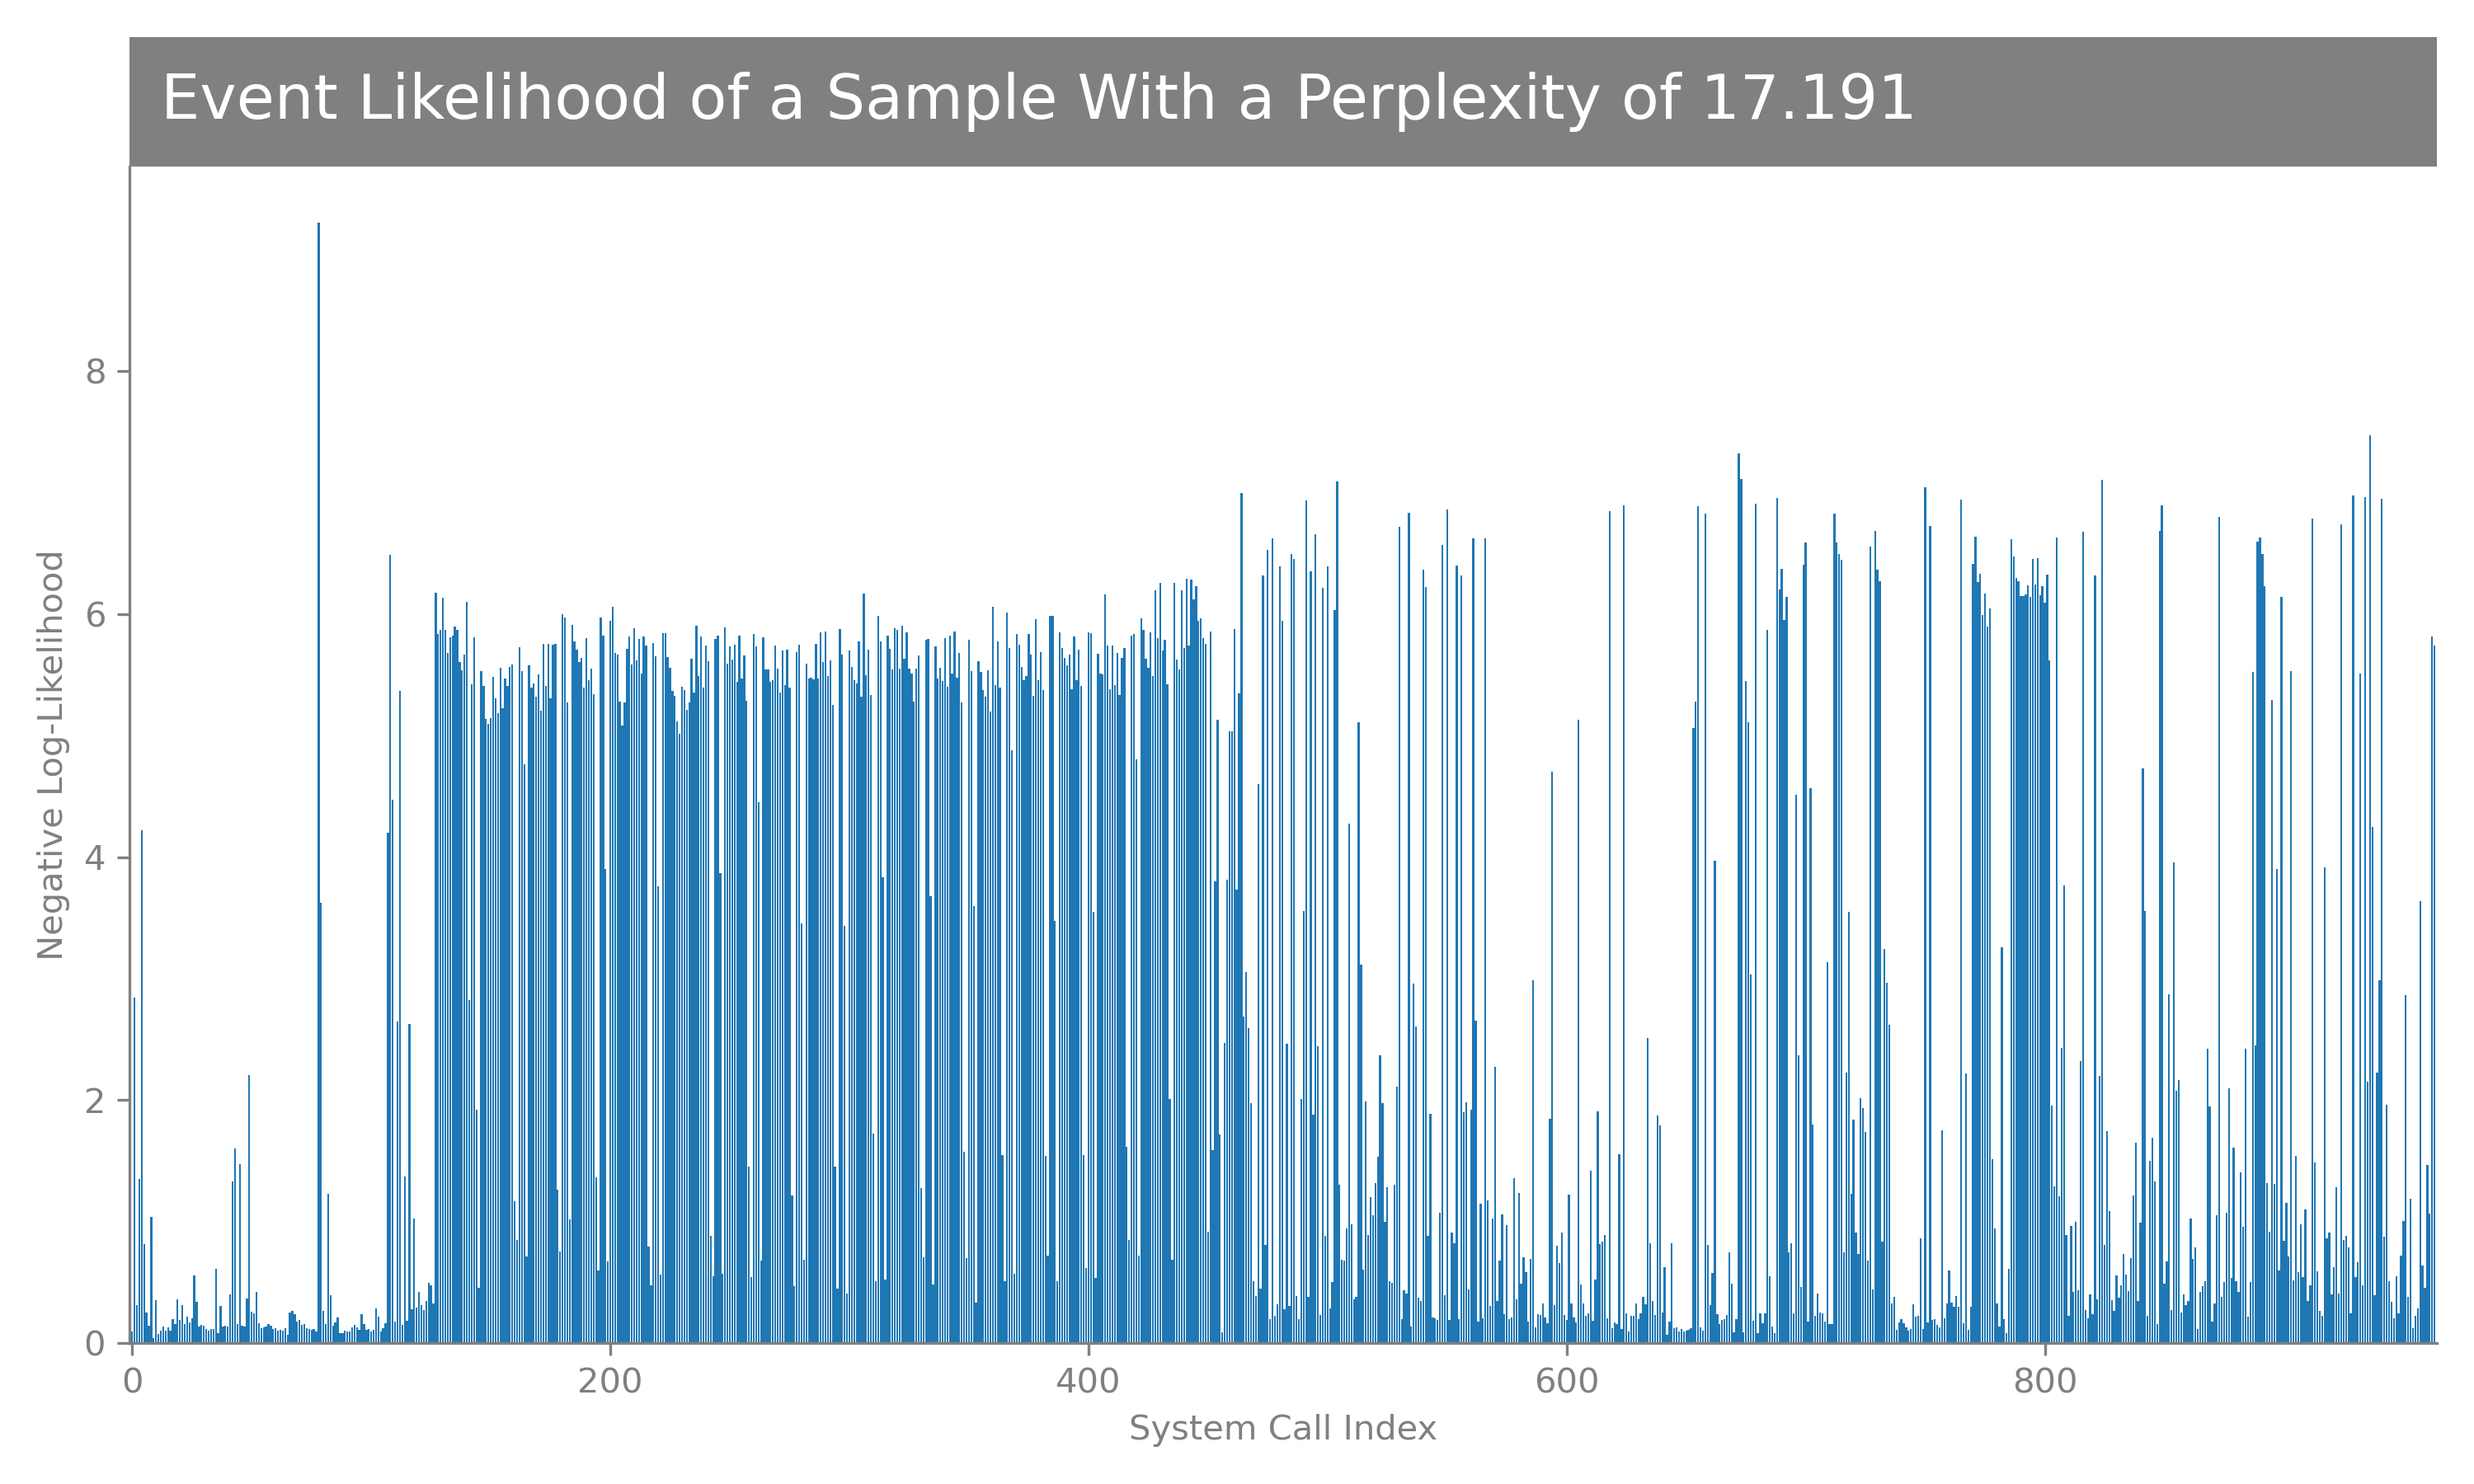 Event Likelihood of a Sample With a Perplexity of 17.191
8
6
4
2
0
Negative Log-Likelihood
0 200 400 600 800
System Call Index